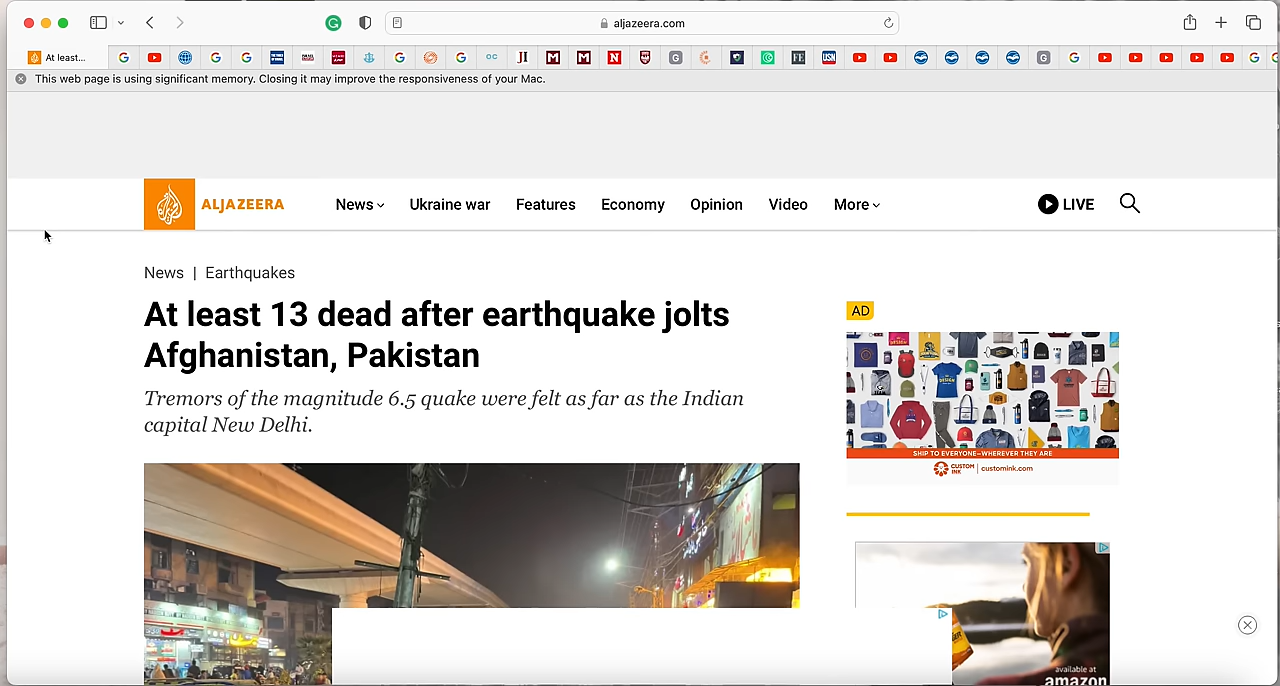 aljazeera.com
At least...
This web page is using significant memory. Closing it may improve the responsiveness of your Mac.
ALJAZEERA
News
Ukraine war
Features
Economy
Opinion
Video
More
LIVE
News | Earthquakes
At least 13 dead after earthquake jolts
Afghanistan, Pakistan
Tremors of the magnitude 6.5 quake were felt as far as the Indian
capital New Delhi.
AD
SHIP TO EVERYONE–WHEREVER THEY ARE
CUSTOM
INK
customink.com
available at
amazon